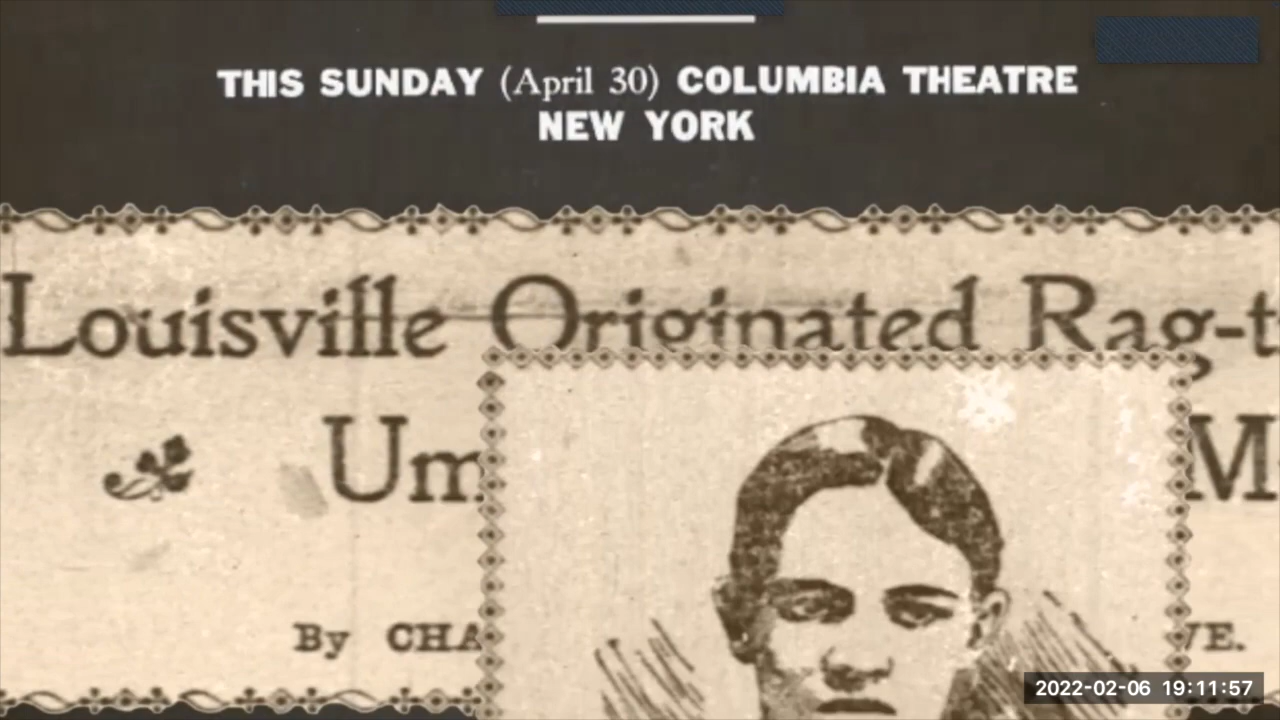 THIS SUNDAY (April 30) COLUMBIA THEATRE
NEW YORK
Louisville Originated Rag-t
Um M
By CHA VE.
2022-02-06 19:11:57